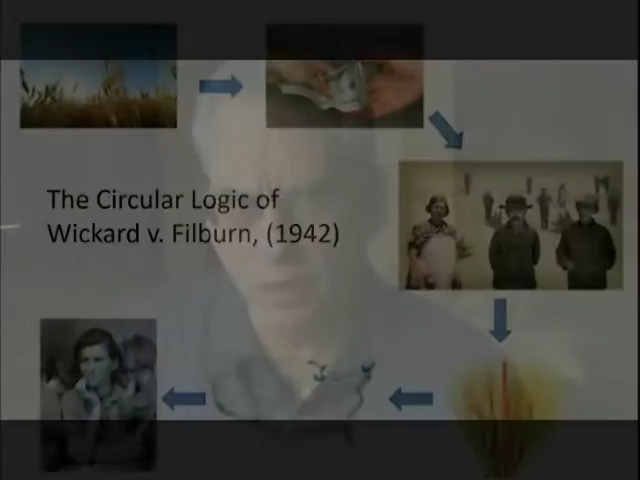 The Circular Logic of
Wickard v. Filburn, (1942)